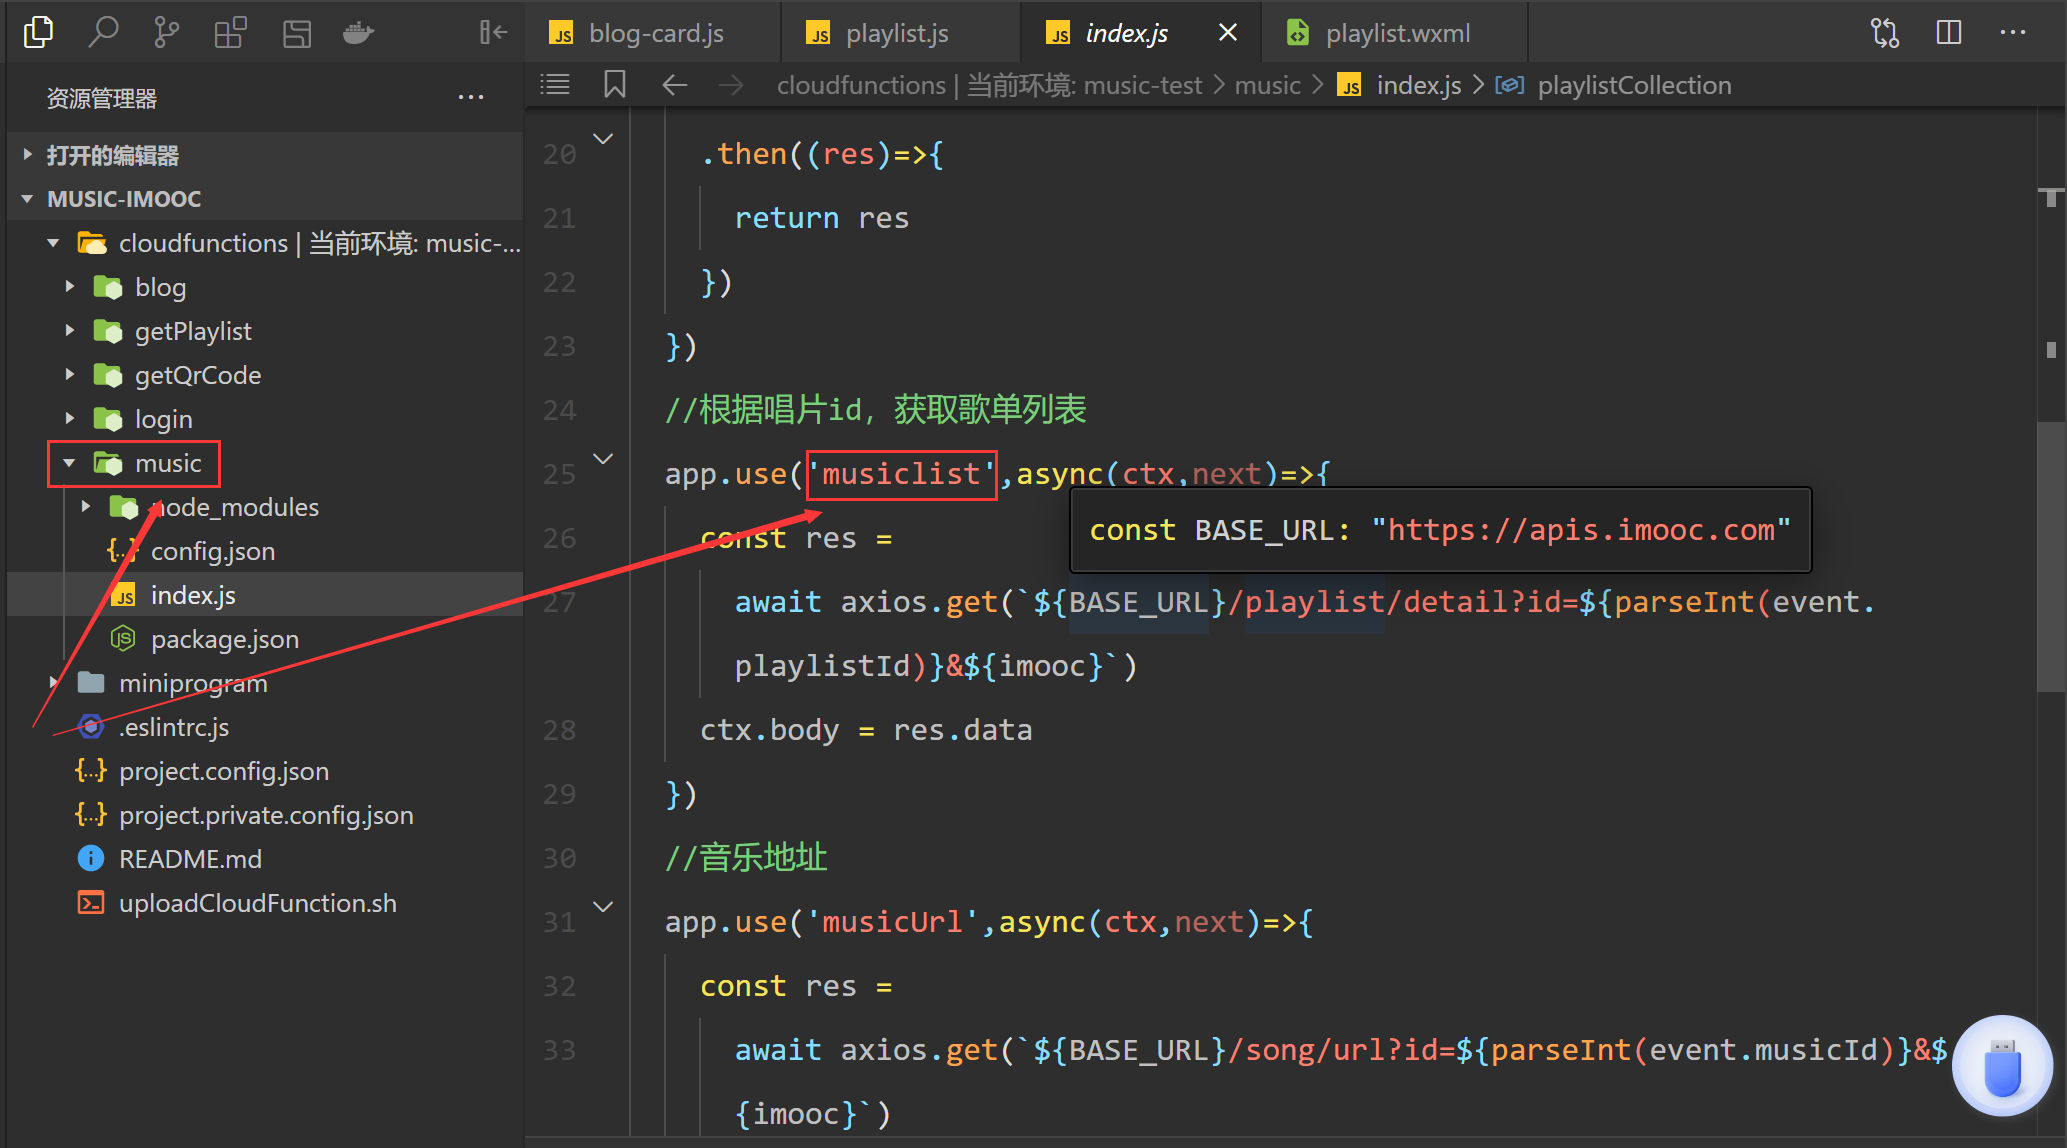 JS blog-card.js
JS playlist.js
JS index.js
playlist.wxml
资源管理器
cloudfunctions | 当前环境: music-test > music > JS index.js > playlistCollection
打开的编辑器
MUSIC-IMOOC
cloudfunctions | 当前环境: music-...
blog
getPlaylist
getQrCode
login
music
node_modules
config.json
JS index.js
package.json
miniprogram
.eslintrc.js
project.config.json
project.private.config.json
README.md
uploadCloudFunction.sh
20 .then((res)=>{
21 return res
22 })
23 })
24 //根据唱片id，获取歌单列表
25 app.use('musiclist',async(ctx,next)=>{
const BASE_URL: "https://apis.imooc.com"
26 const res =
27 await axios.get(`${BASE_URL}/playlist/detail?id=${parseInt(event.
playlistId)}&${imooc}`)
28 ctx.body = res.data
29 })
30 //音乐地址
31 app.use('musicUrl',async(ctx,next)=>{
32 const res =
33 await axios.get(`${BASE_URL}/song/url?id=${parseInt(event.musicId)}&$
{imooc}`)